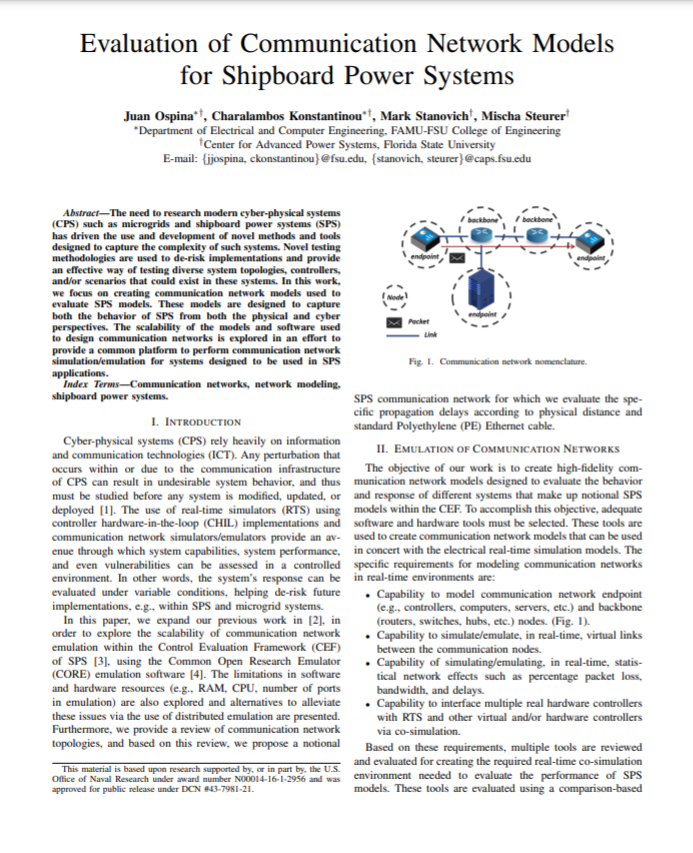 Evaluation of Communication Network Models
for Shipboard Power Systems
Juan Ospina*†, Charalambos Konstantinou*†, Mark Stanovich†, Mischa Steurer†
*Department of Electrical and Computer Engineering, FAMU-FSU College of Engineering
†Center for Advanced Power Systems, Florida State University
E-mail: {jjospina, ckonstantinou}@fsu.edu, {stanovich, steurer}@caps.fsu.edu
Abstract—The need to research modern cyber-physical systems
(CPS) such as microgrids and shipboard power systems (SPS)
has driven the use and development of novel methods and tools
designed to capture the complexity of such systems. Novel testing
methodologies are used to de-risk implementations and provide
an effective way of testing diverse system topologies, controllers,
and/or scenarios that could exist in these systems. In this work,
we focus on creating communication network models used to
evaluate SPS models. These models are designed to capture
both the behavior of SPS from both the physical and cyber
perspectives. The scalability of the models and software used
to design communication networks is explored in an effort to
provide a common platform to perform communication network
simulation/emulation for systems designed to be used in SPS
applications.
Index Terms—Communication networks, network modeling,
shipboard power systems.
I. INTRODUCTION
Cyber-physical systems (CPS) rely heavily on information
and communication technologies (ICT). Any perturbation that
occurs within or due to the communication infrastructure
of CPS can result in undesirable system behavior, and thus
must be studied before any system is modified, updated, or
deployed [1]. The use of real-time simulators (RTS) using
controller hardware-in-the-loop (CHIL) implementations and
communication network simulators/emulators provide an av-
enue through which system capabilities, system performance,
and even vulnerabilities can be assessed in a controlled
environment. In other words, the system's response can be
evaluated under variable conditions, helping de-risk future
implementations, e.g., within SPS and microgrid systems.
In this paper, we expand our previous work in [2], in
order to explore the scalability of communication network
emulation within the Control Evaluation Framework (CEF)
of SPS [3], using the Common Open Research Emulator
(CORE) emulation software [4]. The limitations in software
and hardware resources (e.g., RAM, CPU, number of ports
in emulation) are also explored and alternatives to alleviate
these issues via the use of distributed emulation are presented.
Furthermore, we provide a review of communication network
topologies, and based on this review, we propose a notional
This material is based upon research supported by, or in part by, the U.S.
Office of Naval Research under award number N00014-16-1-2956 and was
approved for public release under DCN #43-7981-21.
backbone
backbone
endpoint
endpoint
Node
endpoint
Packet
Link
Fig. 1. Communication network nomenclature.
SPS communication network for which we evaluate the spe-
cific propagation delays according to physical distance and
standard Polyethylene (PE) Ethernet cable.
II. EMULATION OF COMMUNICATION NETWORKS
The objective of our work is to create high-fidelity com-
munication network models designed to evaluate the behavior
and response of different systems that make up notional SPS
models within the CEF. To accomplish this objective, adequate
software and hardware tools must be selected. These tools are
used to create communication network models that can be used
in concert with the electrical real-time simulation models. The
specific requirements for modeling communication networks
in real-time environments are:
• Capability to model communication network endpoint
(e.g., controllers, computers, servers, etc.) and backbone
(routers, switches, hubs, etc.) nodes. (Fig. 1).
• Capability to simulate/emulate, in real-time, virtual links
between the communication nodes.
• Capability of simulating/emulating, in real-time, statis-
tical network effects such as percentage packet loss,
bandwidth, and delays.
• Capability to interface multiple real hardware controllers
with RTS and other virtual and/or hardware controllers
via co-simulation.
Based on these requirements, multiple tools are reviewed
and evaluated for creating the required real-time co-simulation
environment needed to evaluate the performance of SPS
models. These tools are evaluated using a comparison-based